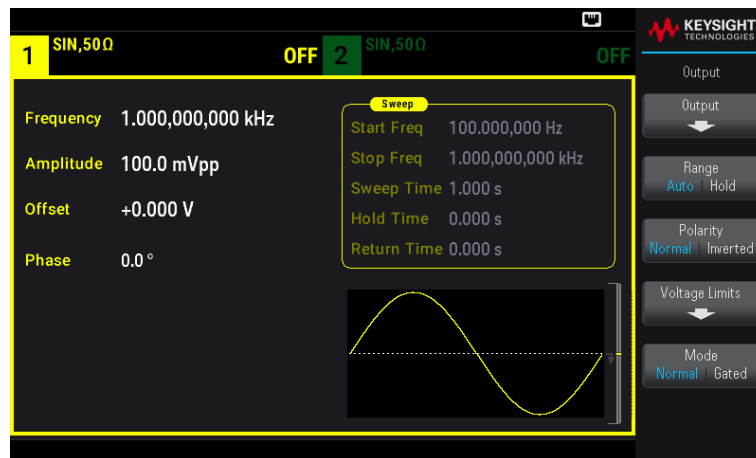 1 SIN,50Ω OFF 2 SIN,50Ω OFF
Frequency 1.000,000,000 kHz
Amplitude 100.0 mVpp
Offset +0.000 V
Phase 0.0 °
Sweep
Start Freq 100.000,000 Hz
Stop Freq 1.000,000,000 kHz
Sweep Time 1.000 s
Hold Time 0.000 s
Return Time 0.000 s
KEYSIGHT
TECHNOLOGIES
Output
Output
Range
Auto Hold
Polarity
Normal Inverted
Voltage Limits
Mode
Normal Gated